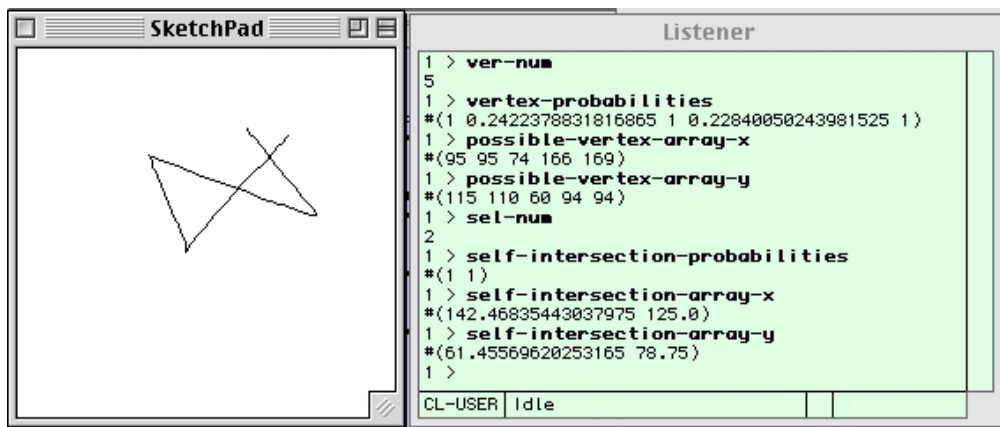 SketchPad
Listener
1 > ver-num
5
1 > vertex-probabilities
#(1 0.2422378831816865 1 0.22840050243981525 1)
1 > possible-vertex-array-x
#(95 95 74 166 169)
1 > possible-vertex-array-y
#(115 110 60 94 94)
1 > sel-num
2
1 > self-intersection-probabilities
#(1 1)
1 > self-intersection-array-x
#(142.46835443037975 125.0)
1 > self-intersection-array-y
#(61.45569620253165 78.75)
1 >
CL-USER Idle